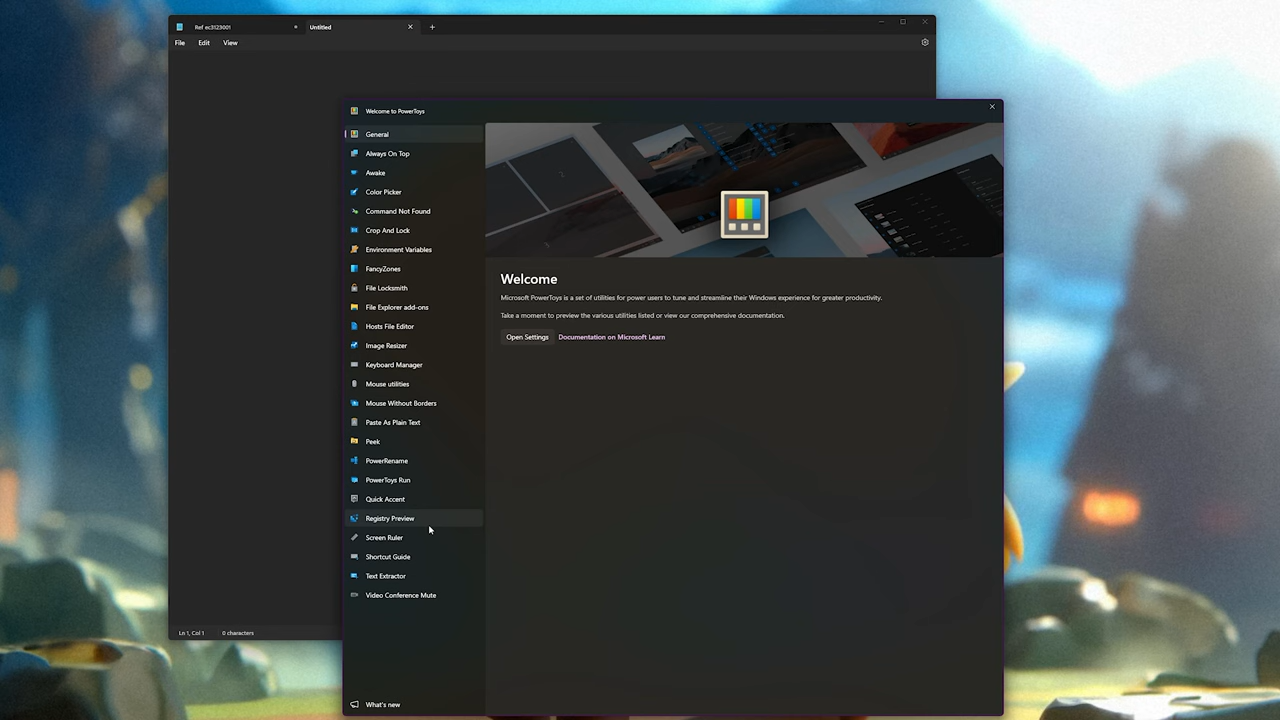 Ref ec3123001
Untitled
File Edit View
Welcome to PowerToys
General
Always On Top
Awake
Color Picker
Command Not Found
Crop And Lock
Environment Variables
FancyZones
File Locksmith
File Explorer add-ons
Hosts File Editor
Image Resizer
Keyboard Manager
Mouse utilities
Mouse Without Borders
Paste As Plain Text
Peek
PowerRename
PowerToys Run
Quick Accent
Registry Preview
Screen Ruler
Shortcut Guide
Text Extractor
Video Conference Mute
What's new
Welcome
Microsoft PowerToys is a set of utilities for power users to tune and streamline their Windows experience for greater productivity.
Take a moment to preview the various utilities listed or view our comprehensive documentation.
Open Settings Documentation on Microsoft Learn
Ln 1, Col 1 0 characters